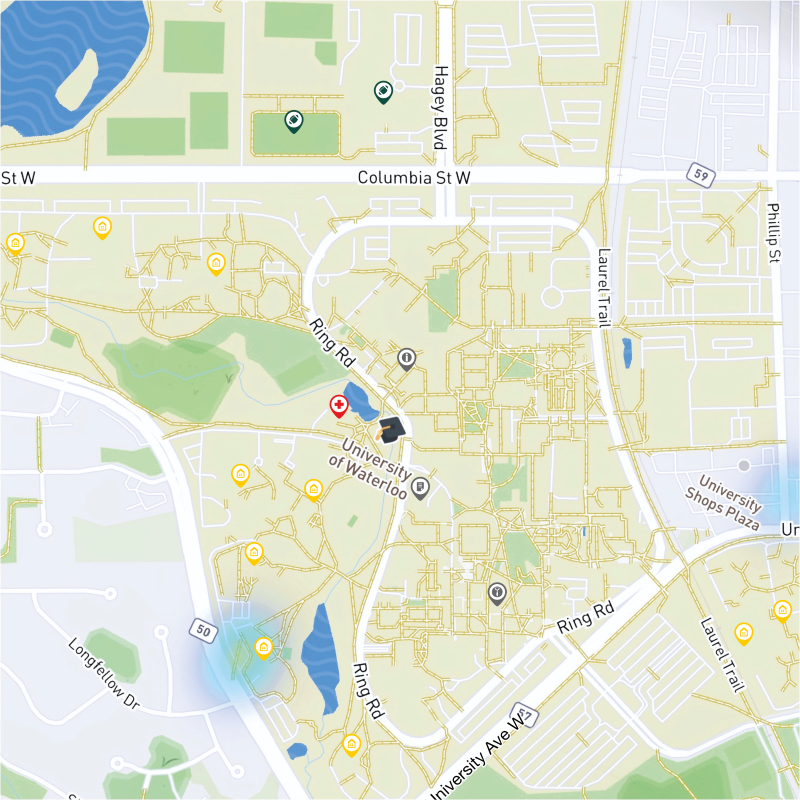 Hagey Blvd
St W
Columbia St W
59
Phillip St
Laurel Trail
Ring Rd
University
of Waterloo
University
Shops Plaza
50
Ring Rd
Laurel Trail
Longfellow Dr
Ring Rd
57
University Ave W